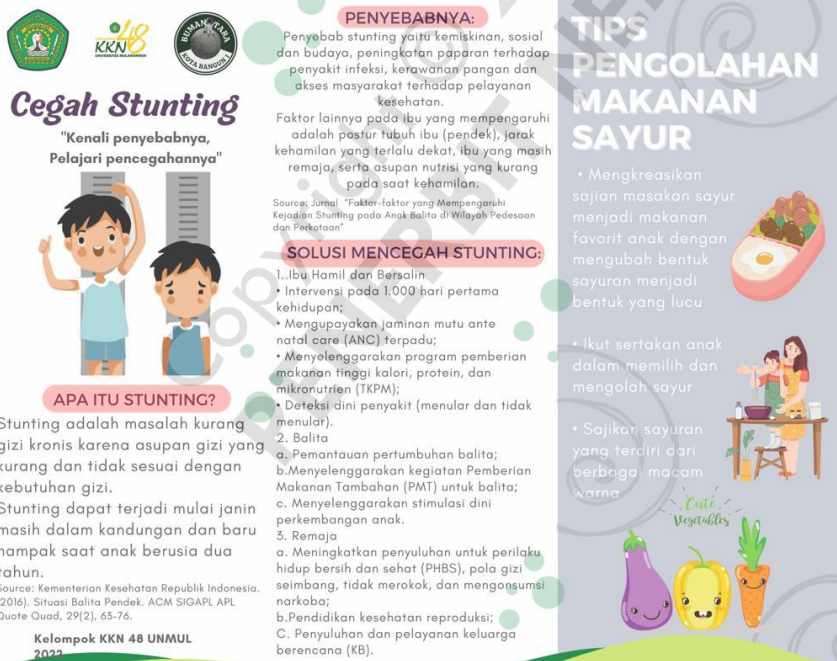 KKN 48
UNIVERSITAS MULAWARMAN
BUMANTARA
KOTA BANGUN I
Cegah Stunting
"Kenali penyebabnya,
Pelajari pencegahannya"
APA ITU STUNTING?
Stunting adalah masalah kurang
gizi kronis karena asupan gizi yang
kurang dan tidak sesuai dengan
kebutuhan gizi.
Stunting dapat terjadi mulai janin
masih dalam kandungan dan baru
nampak saat anak berusia dua
tahun.
Source: Kementerian Kesehatan Republik Indonesia.
(2016). Situasi Balita Pendek. ACM SIGAPL APL
Quote Quad, 29(2), 63-76.
Kelompok KKN 48 UNMUL
2022
PENYEBABNYA:
Penyebab stunting yaitu kemiskinan, sosial
dan budaya, peningkatan paparan terhadap
penyakit infeksi, kerawanan pangan dan
akses masyarakat terhadap pelayanan
kesehatan.
Faktor lainnya pada ibu yang mempengaruhi
adalah postur tubuh ibu (pendek), jarak
kehamilan yang terlalu dekat, ibu yang masih
remaja, serta asupan nutrisi yang kurang
pada saat kehamilan.
Source: Jurnal "Faktor-faktor yang Mempengaruhi
Kejadian Stunting pada Anak Balita di Wilayah Pedesaan
dan Perkotaan"
SOLUSI MENCEGAH STUNTING:
1..Ibu Hamil dan Bersalin
• Intervensi pada 1.000 hari pertama
kehidupan;
• Mengupayakan jaminan mutu ante
natal care (ANC) terpadu;
• Menyelenggarakan program pemberian
makanan tinggi kalori, protein, dan
mikronutrien (TKPM);
• Deteksi dini penyakit (menular dan tidak
menular).
2. Balita
a. Pemantauan pertumbuhan balita;
b.Menyelenggarakan kegiatan Pemberian
Makanan Tambahan (PMT) untuk balita;
c. Menyelenggarakan stimulasi dini
perkembangan anak.
3. Remaja
a. Meningkatkan penyuluhan untuk perilaku
hidup bersih dan sehat (PHBS), pola gizi
seimbang, tidak merokok, dan mengonsumsi
narkoba;
b.Pendidikan kesehatan reproduksi;
C. Penyuluhan dan pelayanan keluarga
berencana (KB).
TIPS
PENGOLAHAN
MAKANAN
SAYUR
• Mengkreasikan
sajian masakan sayur
menjadi makanan
favorit anak dengan
mengubah bentuk
sayuran menjadi
bentuk yang lucu
• Ikut sertakan anak
dalam memilih dan
mengolah sayur
• Sajikan sayuran
yang terdiri dari
berbagai macam
warna
Cute
Vegetables
Copyright ©
PENERBIT